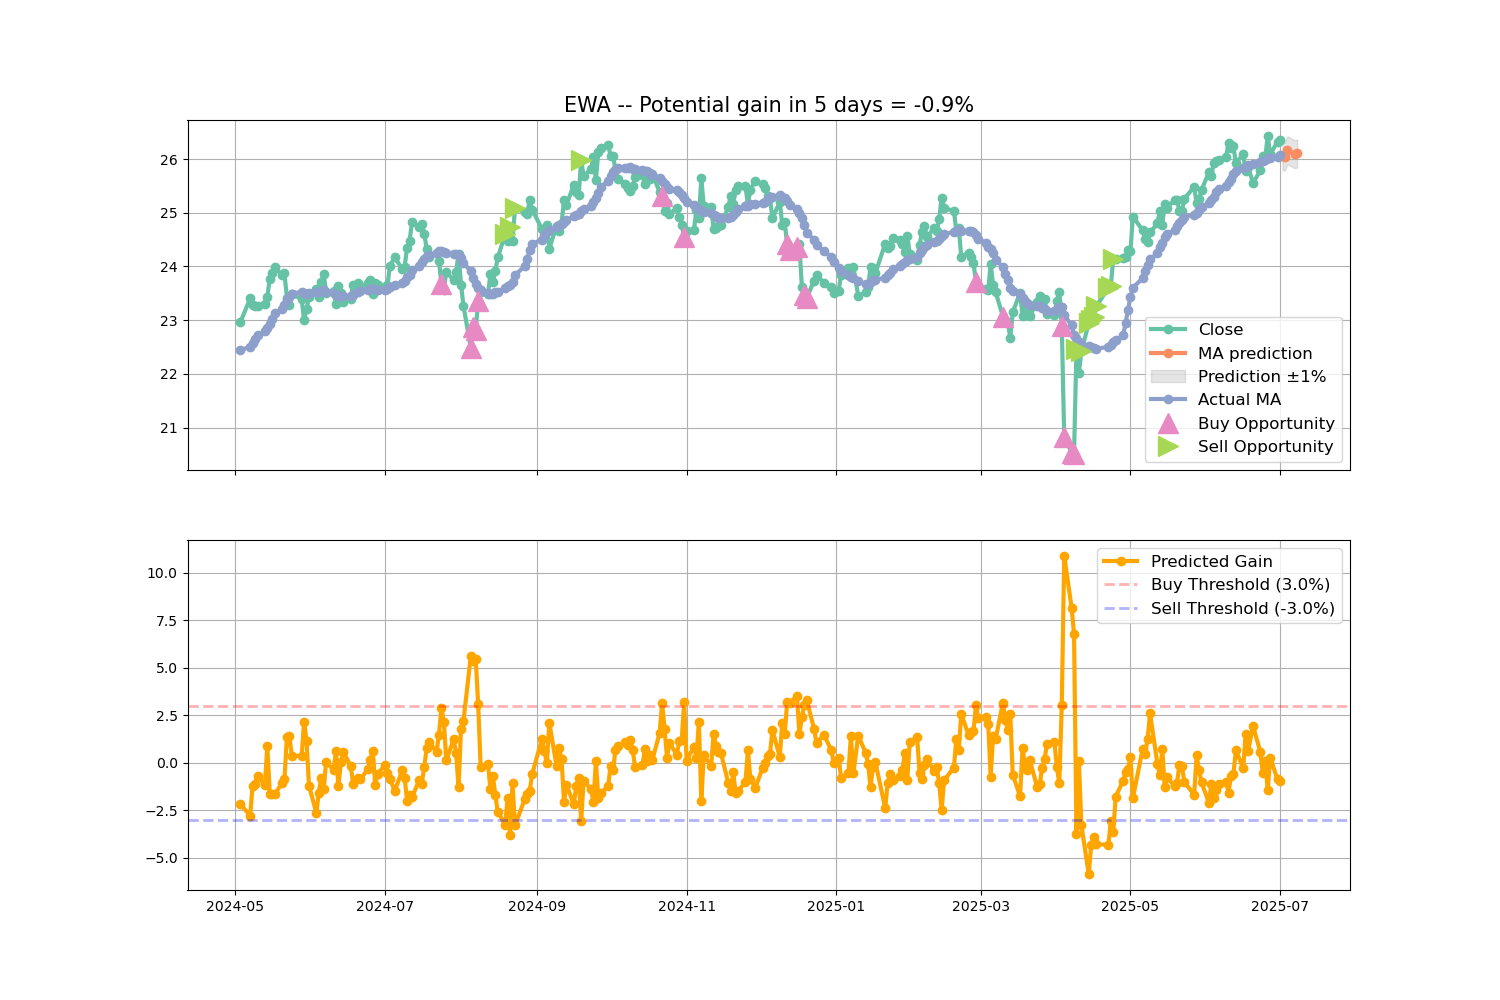 EWA -- Potential gain in 5 days = -0.9%
26
25
24
23
22
21
Close
MA prediction
Prediction ±1%
Actual MA
Buy Opportunity
Sell Opportunity
10.0
7.5
5.0
2.5
0.0
−2.5
−5.0
Predicted Gain
Buy Threshold (3.0%)
Sell Threshold (-3.0%)
2024-05 2024-07 2024-09 2024-11 2025-01 2025-03 2025-05 2025-07